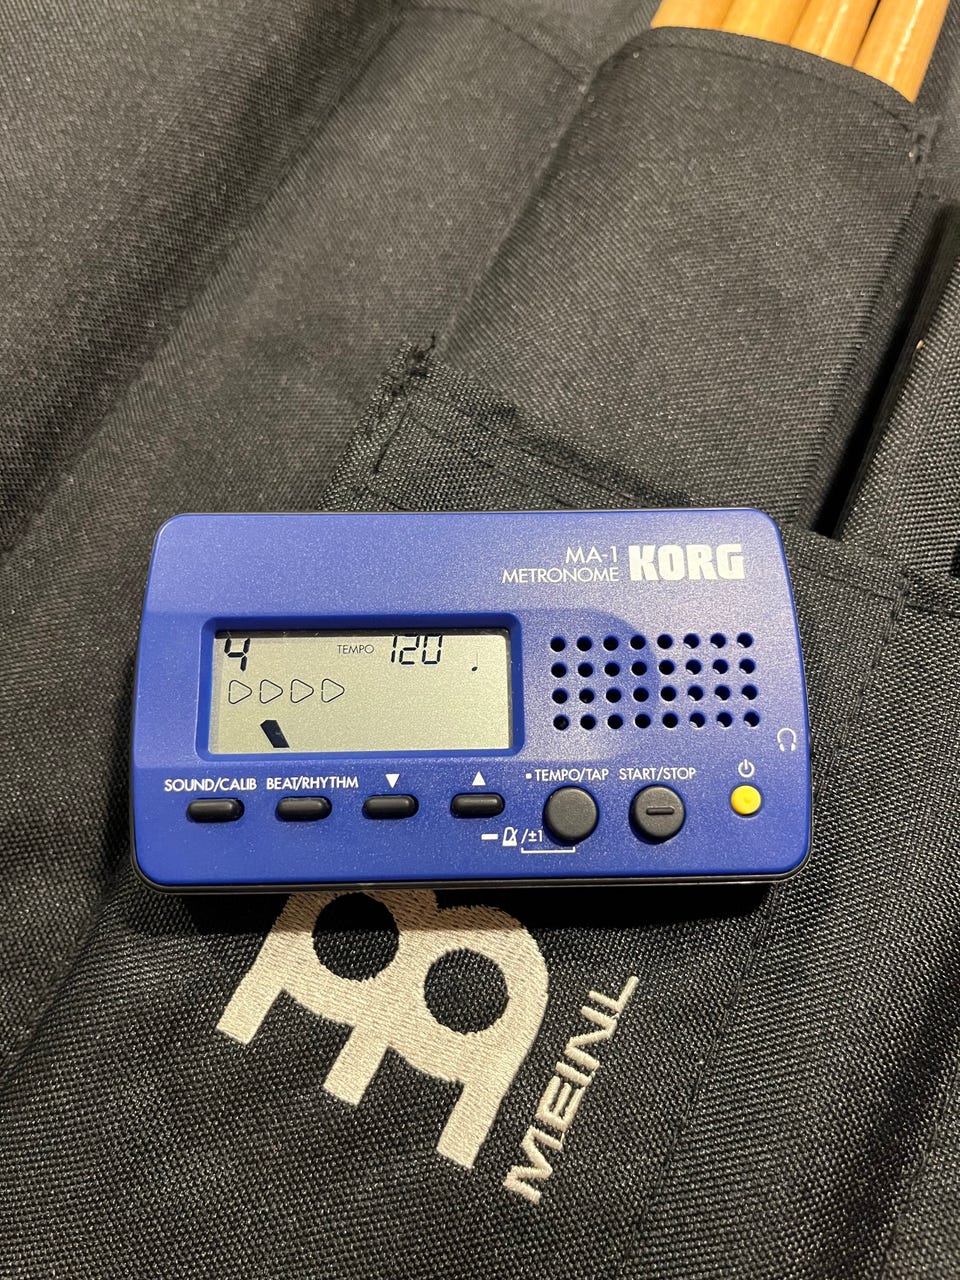 MA-1
METRONOME KORG
4 TEMPO 120
SOUND/CALIB BEAT/RHYTHM ▼ ▲ • TEMPO/TAP START/STOP
/±1
MEINL